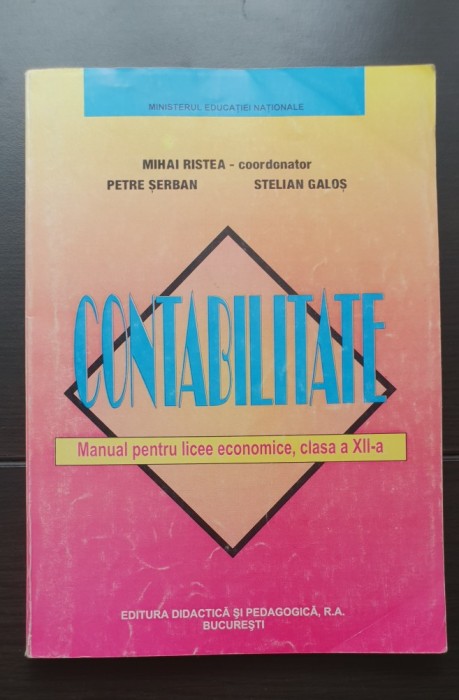 MINISTERUL EDUCAȚIEI NAȚIONALE
MIHAI RISTEA - coordonator
PETRE ȘERBAN STELIAN GALOȘ
CONTABILITATE
Manual pentru licee economice, clasa a XII-a
EDITURA DIDACTICĂ ȘI PEDAGOGICĂ, R.A.
BUCUREȘTI